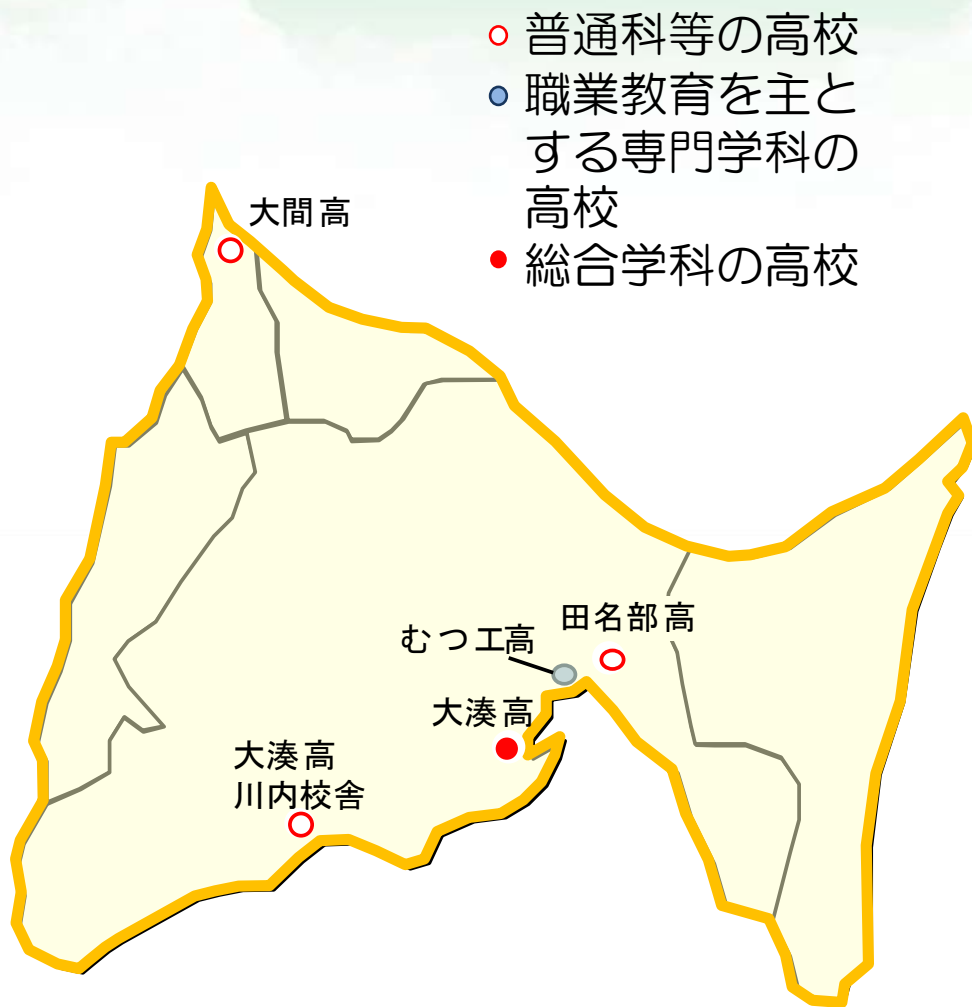 普通科等の高校
職業教育を主と
する専門学科の
高校
総合学科の高校
大間高
田名部高
むつ工高
大湊高
大湊高
川内校舎